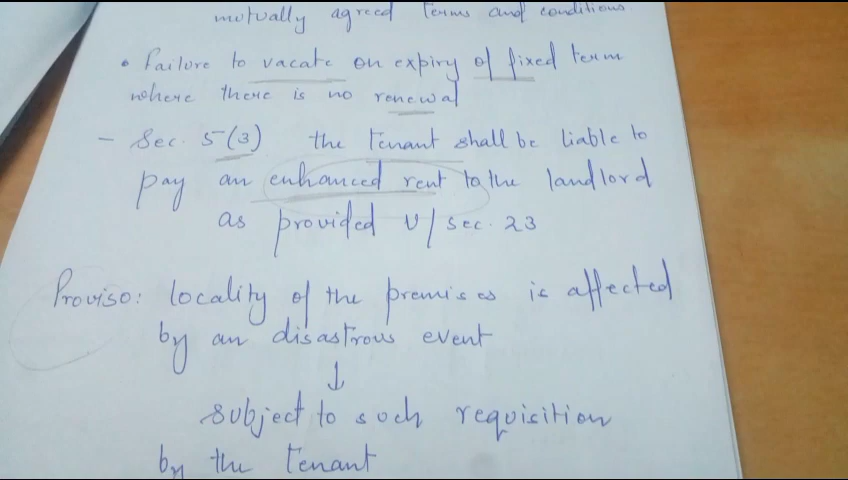 mutually agreed terms and conditions.
• failure to vacate on expiry of fixed term
where there is no renewal
- Sec. 5(3) the tenant shall be liable to
pay an enhanced rent to the landlord
as provided U/sec. 23
Proviso: locality of the premises is affected
by an disastrous event
↓
subject to such requisition
by the tenant